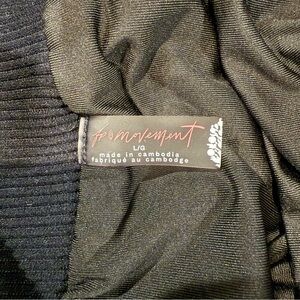 fp movement
L/G
made in cambodia
fabriqué au cambodge